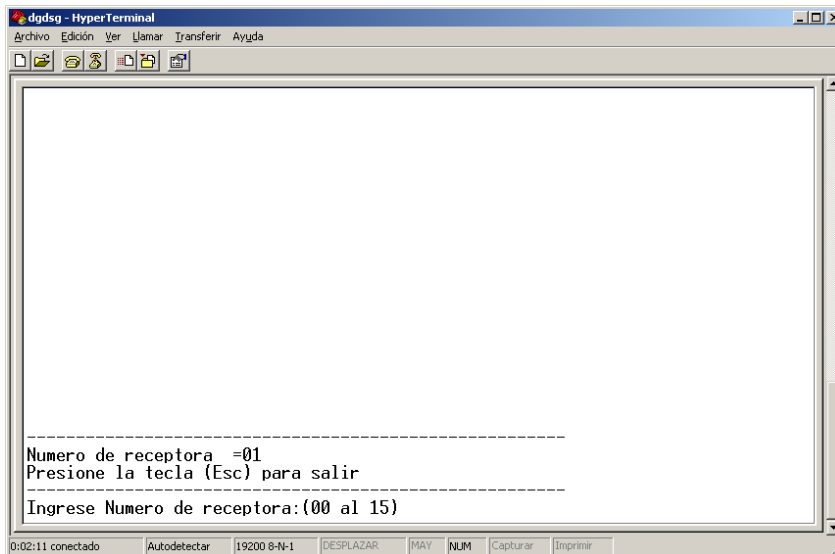 dgdsg - HyperTerminal
Archivo Edición Ver Llamar Transferir Ayuda
-------------------------------------------------------
Numero de receptora =01
Presione la tecla (Esc) para salir
-------------------------------------------------------
Ingrese Numero de receptora:(00 al 15)
0:02:11 conectado Autodetectar 19200 8-N-1 DESPLAZAR MAY NUM Capturar Imprimir